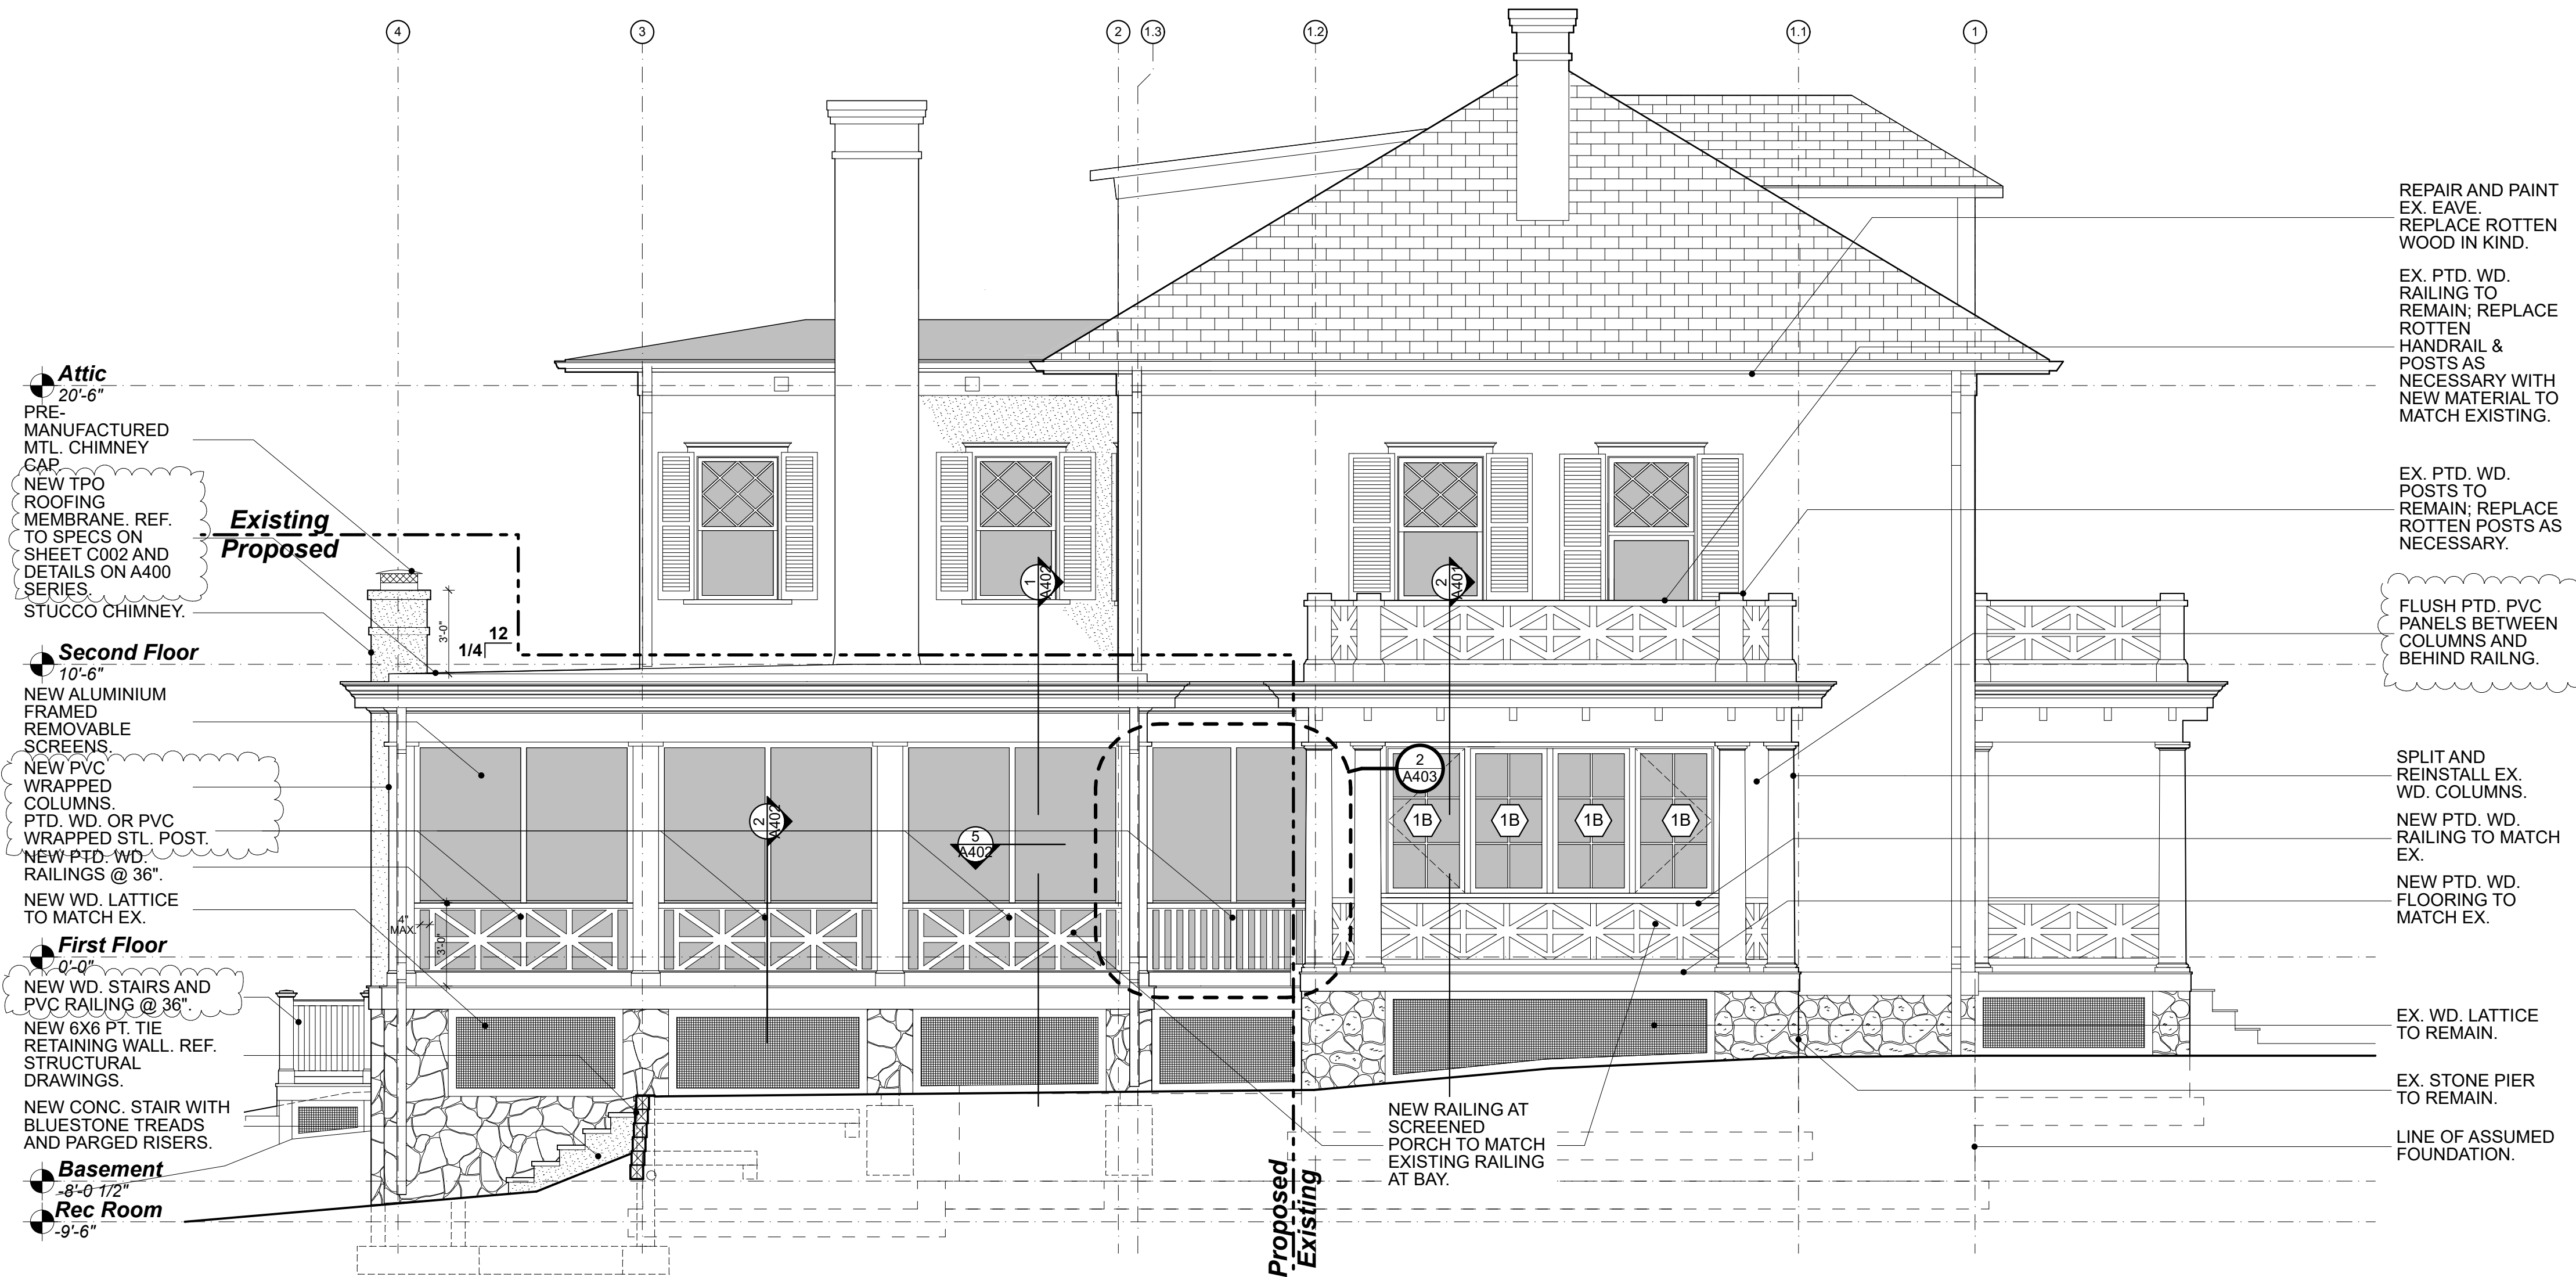 4
3
2
1.3
1.2
1.1
1
Attic
20'-6"
PRE-
MANUFACTURED
MTL. CHIMNEY
CAP.
NEW TPO
ROOFING
MEMBRANE. REF.
TO SPECS ON
SHEET C002 AND
DETAILS ON A400
SERIES.
STUCCO CHIMNEY.
Second Floor
10'-6"
NEW ALUMINIUM
FRAMED
REMOVABLE
SCREENS.
NEW PVC
WRAPPED
COLUMNS.
PTD. WD. OR PVC
WRAPPED STL. POST.
NEW PTD. WD.
RAILINGS @ 36".
NEW WD. LATTICE
TO MATCH EX.
First Floor
0'-0"
NEW WD. STAIRS AND
PVC RAILING @ 36".
NEW 6X6 PT. TIE
RETAINING WALL. REF.
STRUCTURAL
DRAWINGS.
NEW CONC. STAIR WITH
BLUESTONE TREADS
AND PARGED RISERS.
Basement
-8'-0 1/2"
Rec Room
-9'-6"
Existing
Proposed
12
1/4
3'-0"
4"
MAX.
3'-0"
1
A402
2
A401
2
A402
5
A402
2
A403
1B
1B
1B
1B
NEW RAILING AT
SCREENED
PORCH TO MATCH
EXISTING RAILING
AT BAY.
Proposed
Existing
REPAIR AND PAINT
EX. EAVE.
REPLACE ROTTEN
WOOD IN KIND.
EX. PTD. WD.
RAILING TO
REMAIN; REPLACE
ROTTEN
HANDRAIL &
POSTS AS
NECESSARY WITH
NEW MATERIAL TO
MATCH EXISTING.
EX. PTD. WD.
POSTS TO
REMAIN; REPLACE
ROTTEN POSTS AS
NECESSARY.
FLUSH PTD. PVC
PANELS BETWEEN
COLUMNS AND
BEHIND RAILNG.
SPLIT AND
REINSTALL EX.
WD. COLUMNS.
NEW PTD. WD.
RAILING TO MATCH
EX.
NEW PTD. WD.
FLOORING TO
MATCH EX.
EX. WD. LATTICE
TO REMAIN.
EX. STONE PIER
TO REMAIN.
LINE OF ASSUMED
FOUNDATION.